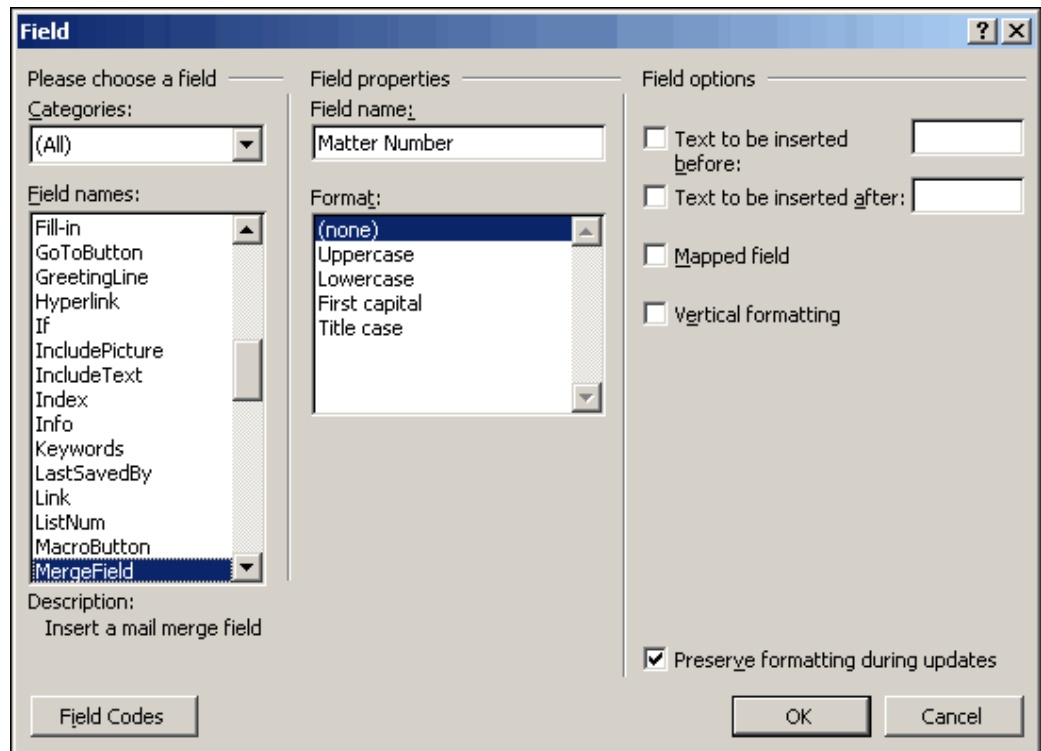 Field
Please choose a field
Categories:
(All)
Field names:
Fill-in
GoToButton
GreetingLine
Hyperlink
If
IncludePicture
IncludeText
Index
Info
Keywords
LastSavedBy
Link
ListNum
MacroButton
MergeField
Description:
Insert a mail merge field
Field Codes
Field properties
Field name:
Matter Number
Format:
(none)
Uppercase
Lowercase
First capital
Title case
Field options
Text to be inserted
before:
Text to be inserted after:
Mapped field
Vertical formatting
Preserve formatting during updates
OK
Cancel